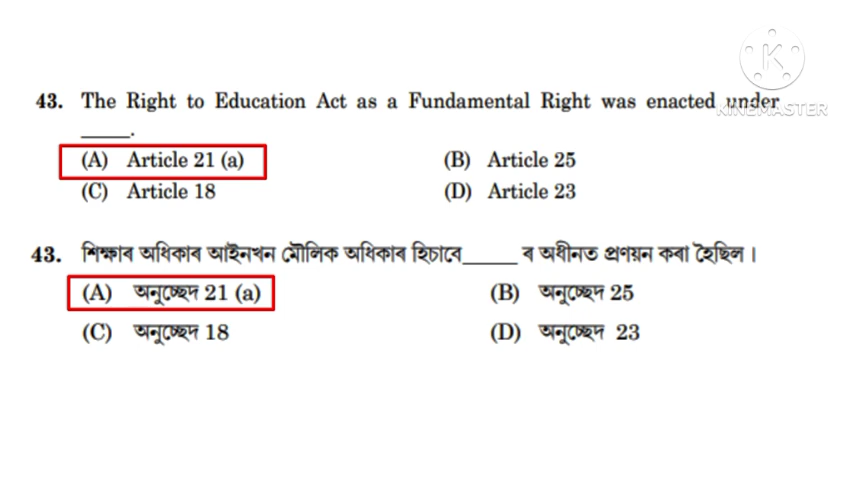 K
KINEMASTER
43. The Right to Education Act as a Fundamental Right was enacted under
_____.
(A) Article 21 (a) (B) Article 25
(C) Article 18 (D) Article 23
43. শিক্ষাৰ অধিকাৰ আইনখন মৌলিক অধিকাৰ হিচাবে_____ ৰ অধীনত প্ৰণয়ন কৰা হৈছিল ।
(A) অনুচ্ছেদ 21 (a) (B) অনুচ্ছেদ 25
(C) অনুচ্ছেদ 18 (D) অনুচ্ছেদ 23